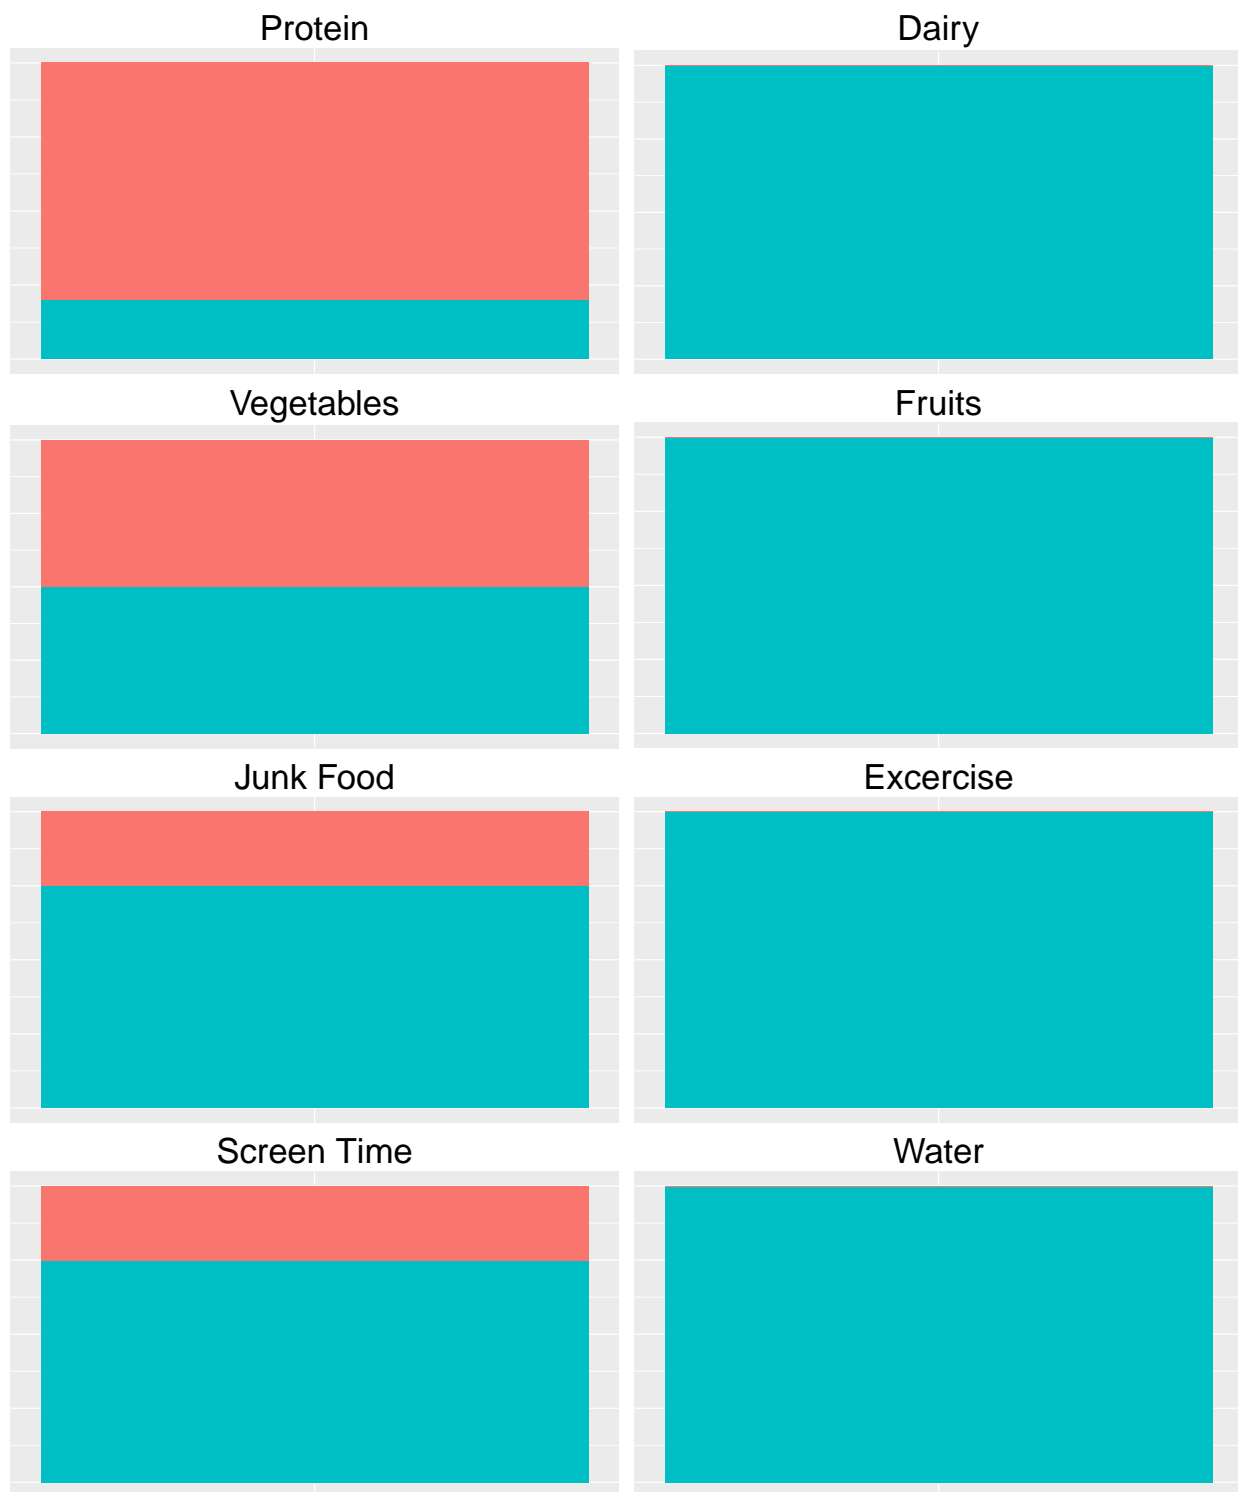 Protein
Dairy
Vegetables
Fruits
Junk Food
Excercise
Screen Time
Water